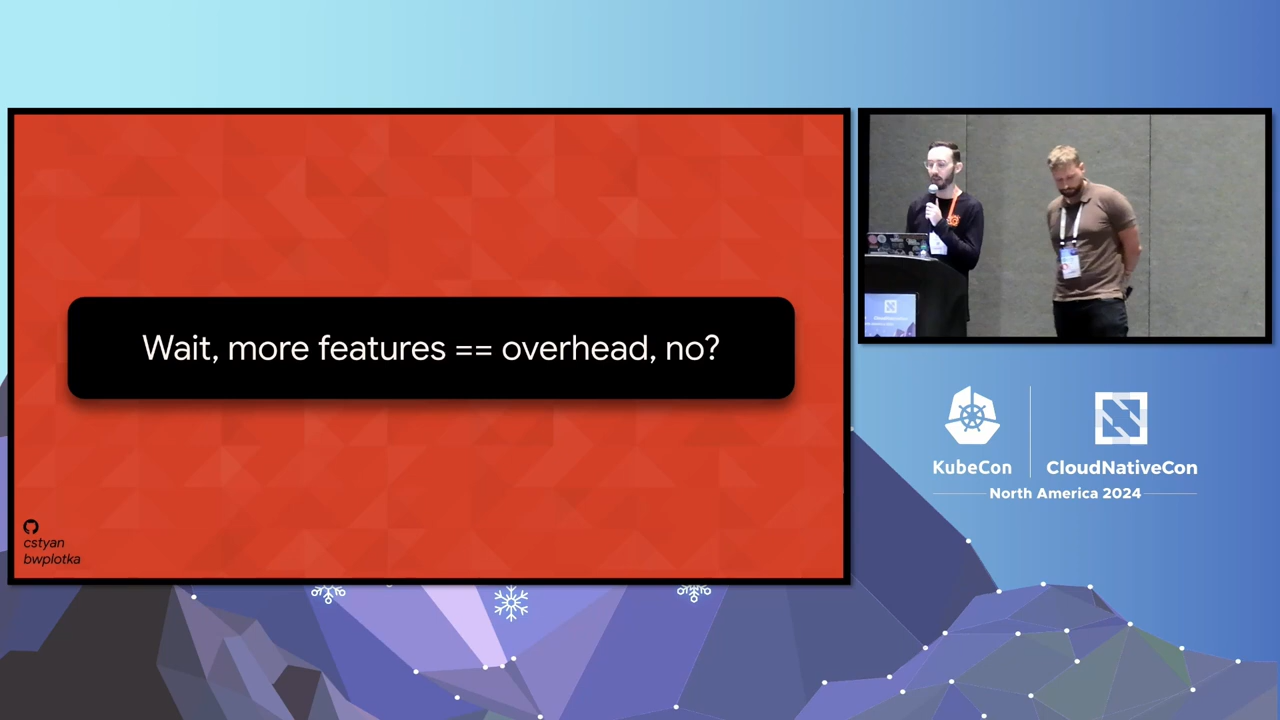 Wait, more features == overhead, no?
cstyan
bwplotka
KubeCon
CloudNativeCon
North America 2024